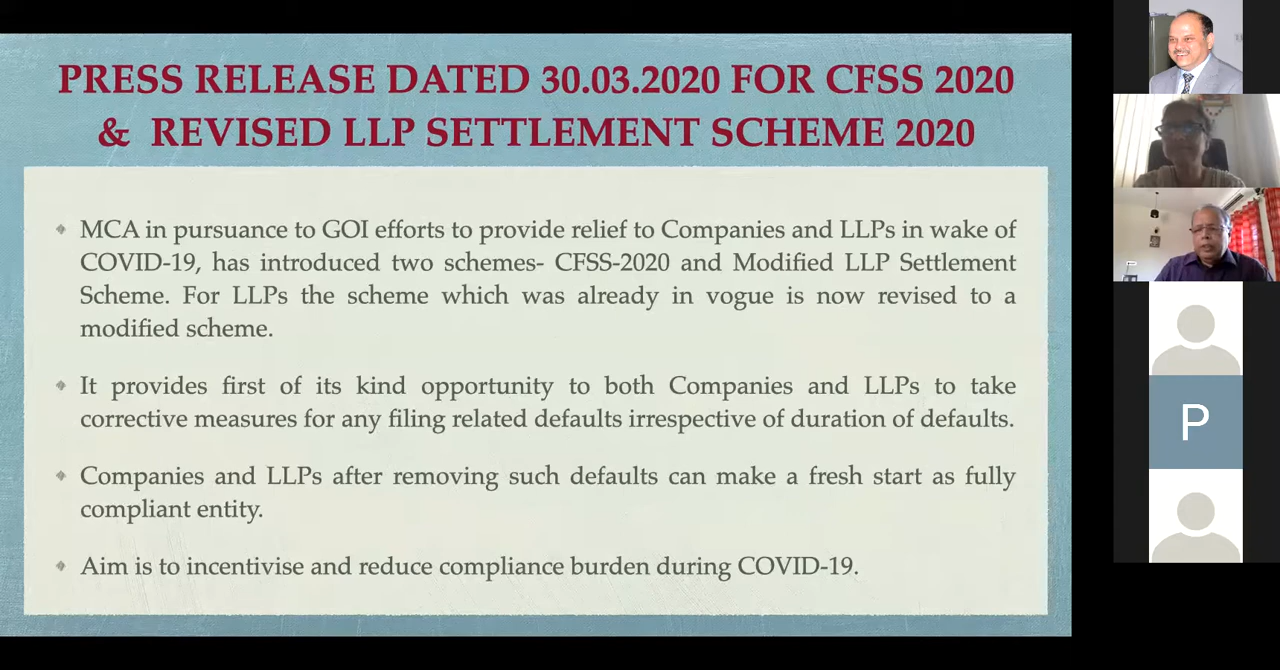 PRESS RELEASE DATED 30.03.2020 FOR CFSS 2020
& REVISED LLP SETTLEMENT SCHEME 2020
MCA in pursuance to GOI efforts to provide relief to Companies and LLPs in wake of
COVID-19, has introduced two schemes- CFSS-2020 and Modified LLP Settlement
Scheme. For LLPs the scheme which was already in vogue is now revised to a
modified scheme.
It provides first of its kind opportunity to both Companies and LLPs to take
corrective measures for any filing related defaults irrespective of duration of defaults.
Companies and LLPs after removing such defaults can make a fresh start as fully
compliant entity.
Aim is to incentivise and reduce compliance burden during COVID-19.
P